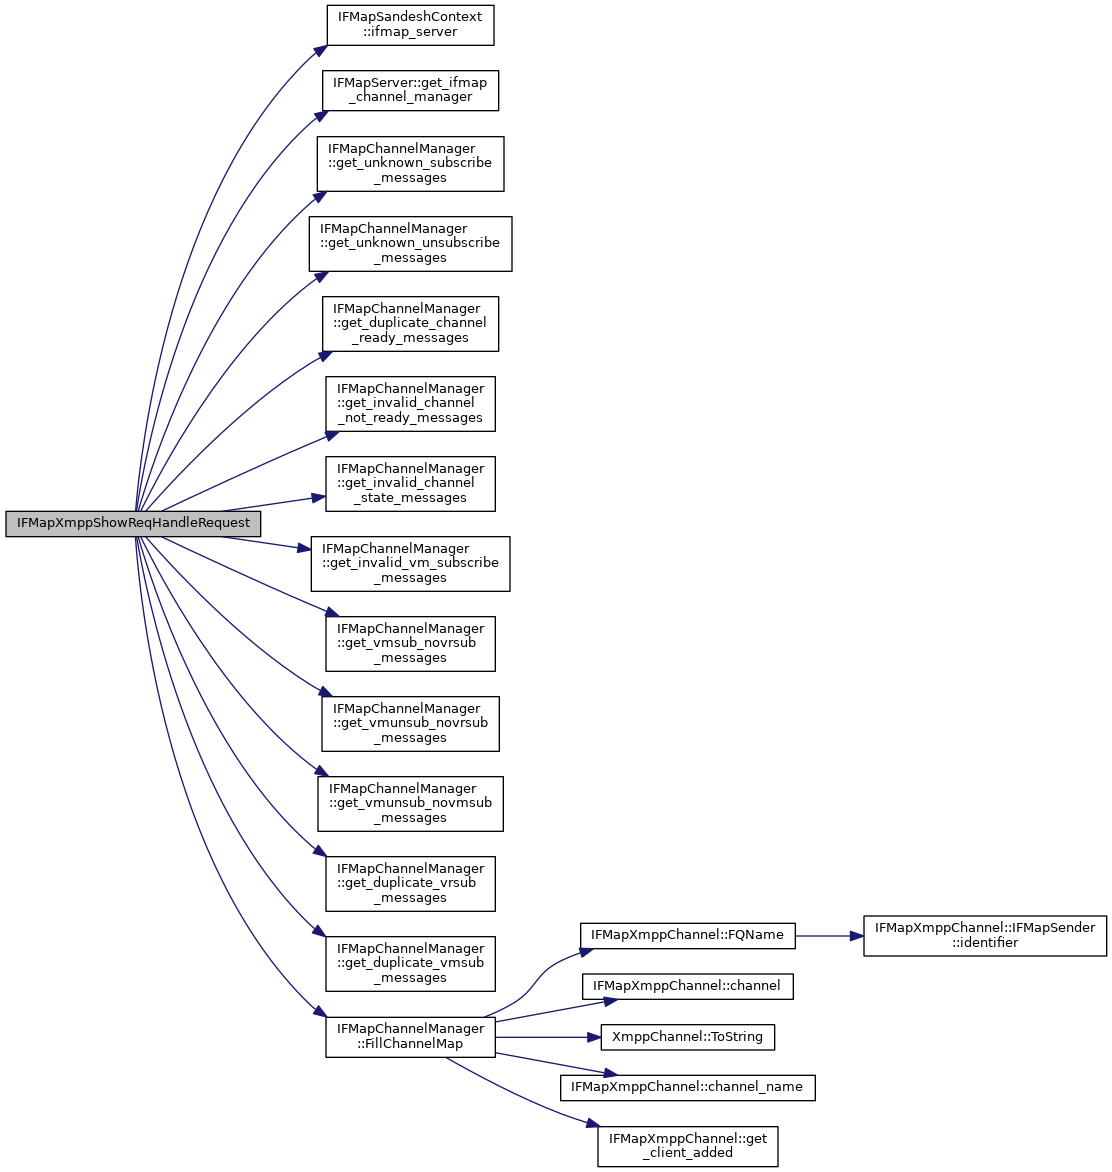 IFMapSandeshContext
::ifmap_server
IFMapServer::get_ifmap
_channel_manager
IFMapChannelManager
::get_unknown_subscribe
_messages
IFMapChannelManager
::get_unknown_unsubscribe
_messages
IFMapChannelManager
::get_duplicate_channel
_ready_messages
IFMapChannelManager
::get_invalid_channel
_not_ready_messages
IFMapChannelManager
::get_invalid_channel
_state_messages
IFMapXmppShowReqHandleRequest
IFMapChannelManager
::get_invalid_vm_subscribe
_messages
IFMapChannelManager
::get_vmsub_novrsub
_messages
IFMapChannelManager
::get_vmunsub_novrsub
_messages
IFMapChannelManager
::get_vmunsub_novmsub
_messages
IFMapChannelManager
::get_duplicate_vrsub
_messages
IFMapChannelManager
::get_duplicate_vmsub
_messages
IFMapChannelManager
::FillChannelMap
IFMapXmppChannel::FQName
IFMapXmppChannel::IFMapSender
::identifier
IFMapXmppChannel::channel
XmppChannel::ToString
IFMapXmppChannel::channel_name
IFMapXmppChannel::get
_client_added